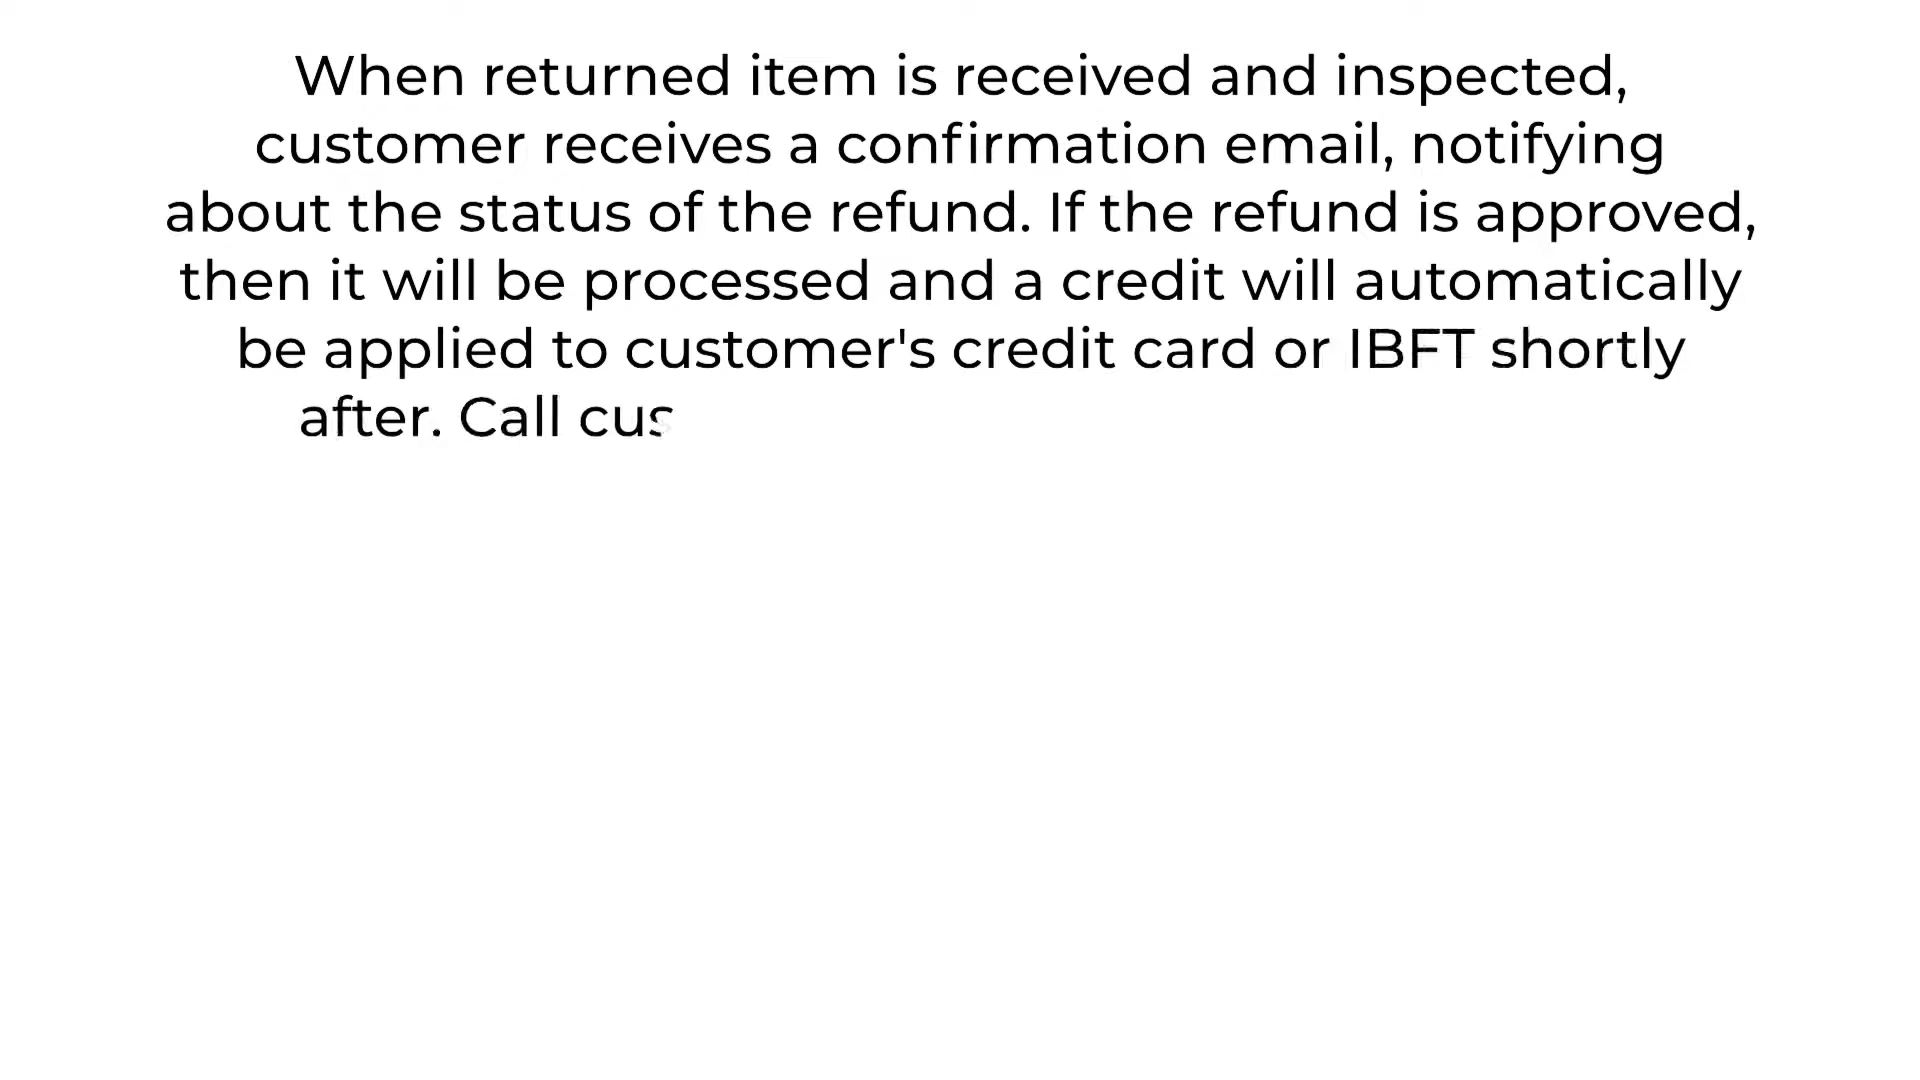 When returned item is received and inspected,
customer receives a confirmation email, notifying
about the status of the refund. If the refund is approved,
then it will be processed and a credit will automatically
be applied to customer's credit card or IBFT shortly
after. Call cus